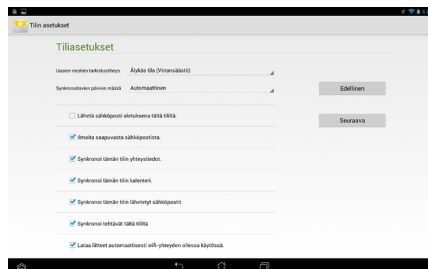 Tilin asetukset
Tiliasetukset
Uusien viestien tarkistustiheys Älykäs tila (Virransäästö)
Synkronoitavien päivien määrä Automaattinen
Edellinen
Lähetä sähköposti oletuksena tältä tililtä.
Seuraava
Ilmoita saapuvasta sähköpostista.
Synkronoi tämän tilin yhteystiedot.
Synkronoi tämän tilin kalenteri.
Synkronoi tämän tilin lähetetyt sähköpostit.
Synkronoi tehtävät tältä tililtä
Lataa liitteet automaattisesti wifi-yhteyden ollessa käytössä.